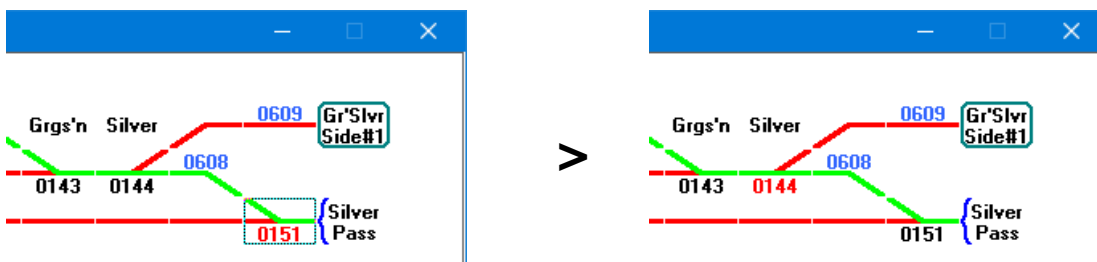 0609 Gr'Slvr
Grgs'n Silver Side#1
0608
0143 0144
Silver
0151 Pass
>
0609 Gr'Slvr
Grgs'n Silver Side#1
0608
0143 0144
Silver
0151 Pass